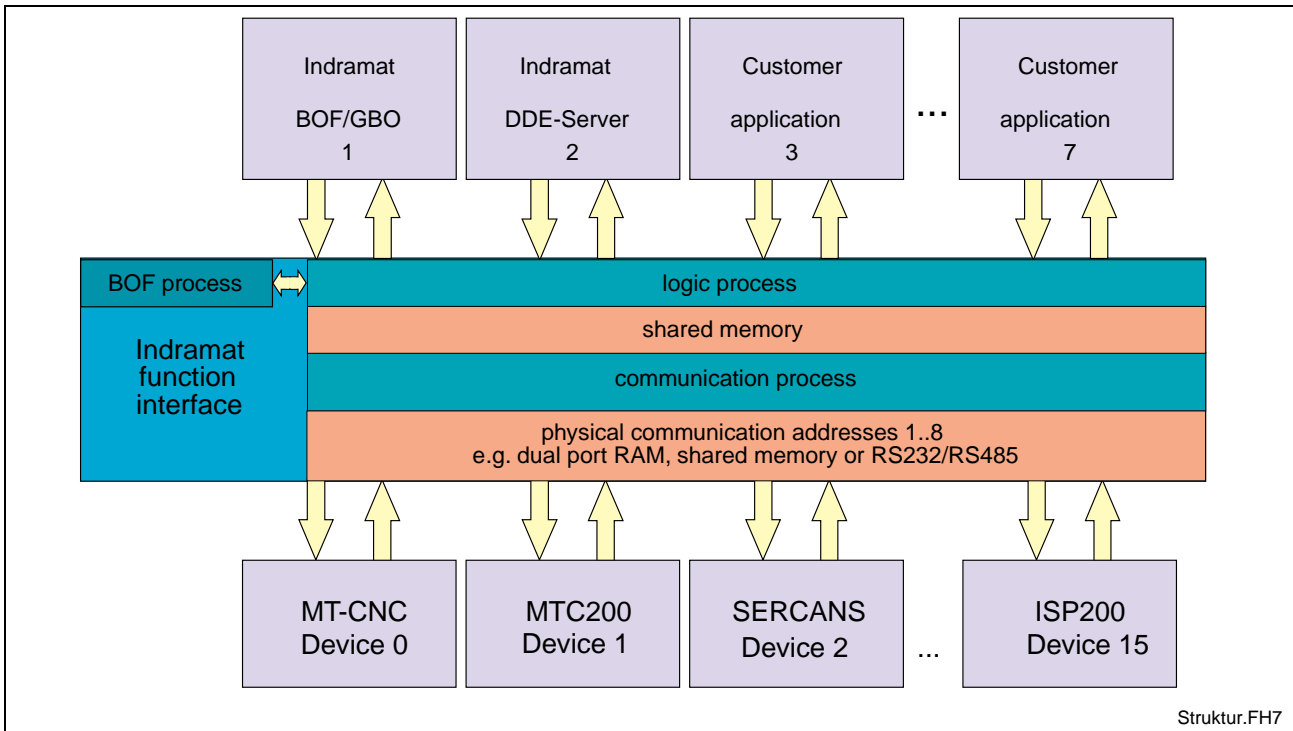 Indramat
BOF/GBO
1
Indramat
DDE-Server
2
Customer
application
3
...
Customer
application
7
BOF process
logic process
shared memory
Indramat
function
interface
communication process
physical communication addresses 1..8
e.g. dual port RAM, shared memory or RS232/RS485
MT-CNC
Device 0
MTC200
Device 1
SERCANS
Device 2
...
ISP200
Device 15
Struktur.FH7